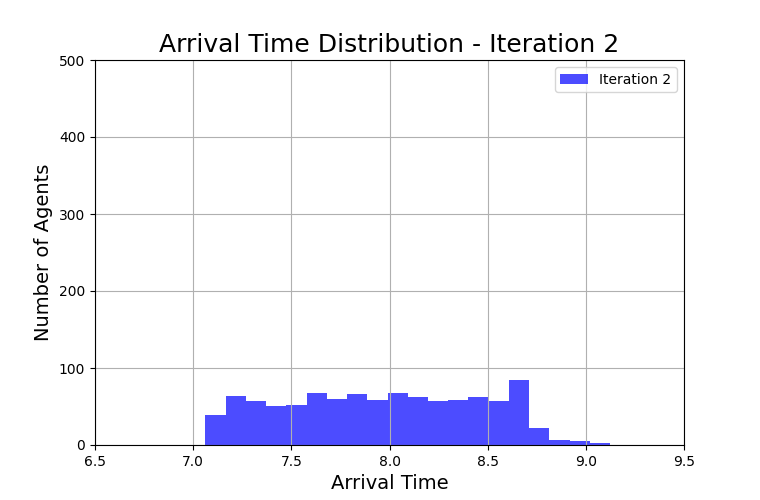 Arrival Time Distribution - Iteration 2
500
400
300
200
100
0
Number of Agents
Iteration 2
6.5 7.0 7.5 8.0 8.5 9.0 9.5
Arrival Time